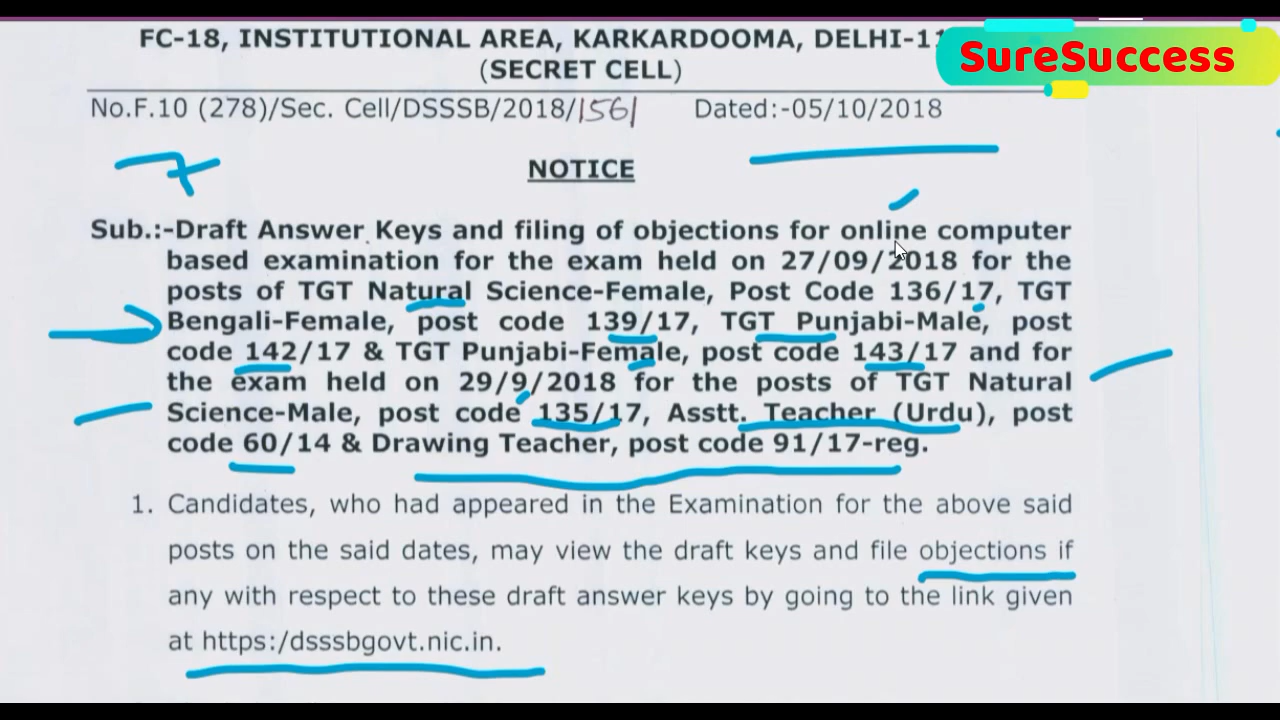 FC-18, INSTITUTIONAL AREA, KARKARDOOMA, DELHI-11
SureSuccess
(SECRET CELL)
No.F.10 (278)/Sec. Cell/DSSSB/2018/1561 Dated:-05/10/2018
NOTICE
Sub.:-Draft Answer Keys and filing of objections for online computer
based examination for the exam held on 27/09/2018 for the
posts of TGT Natural Science-Female, Post Code 136/17, TGT
Bengali-Female, post code 139/17, TGT Punjabi-Male, post
code 142/17 & TGT Punjabi-Female, post code 143/17 and for
the exam held on 29/9/2018 for the posts of TGT Natural
Science-Male, post code 135/17, Asstt. Teacher (Urdu), post
code 60/14 & Drawing Teacher, post code 91/17-reg.
1. Candidates, who had appeared in the Examination for the above said
posts on the said dates, may view the draft keys and file objections if
any with respect to these draft answer keys by going to the link given
at https:/dsssbgovt.nic.in.